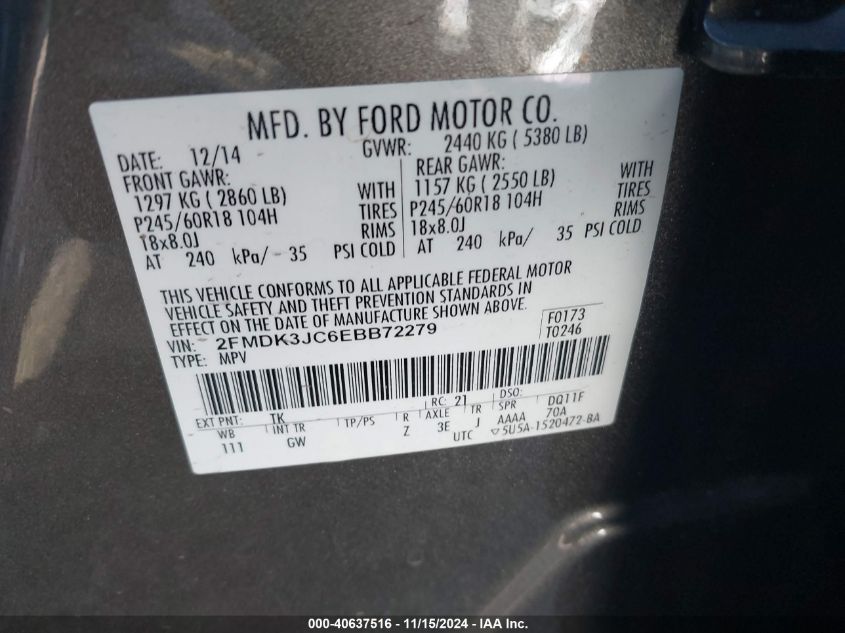 MFD. BY FORD MOTOR CO.
DATE: 12/14 GVWR: 2440 KG ( 5380 LB)
FRONT GAWR: REAR GAWR:
1297 KG ( 2860 LB) WITH 1157 KG ( 2550 LB) WITH
P245/60R18 104H TIRES P245/60R18 104H TIRES
18x8.0J RIMS 18x8.0J RIMS
AT 240 kPa/ 35 PSI COLD AT 240 kPa/ 35 PSI COLD
THIS VEHICLE CONFORMS TO ALL APPLICABLE FEDERAL MOTOR
VEHICLE SAFETY AND THEFT PREVENTION STANDARDS IN
EFFECT ON THE DATE OF MANUFACTURE SHOWN ABOVE.
VIN: 2FMDK3JC6EBB72279 F0173
TYPE: MPV T0246
EXT PNT: TK RC: 21 DSO:
WB INT TR TP/PS R AXLE TR SPR DQ11F
111 GW Z 3E J AAAA 70A
UTC ▽5U5A-1520472-BA
000-40637516 - 11/15/2024 - IAAI Inc.